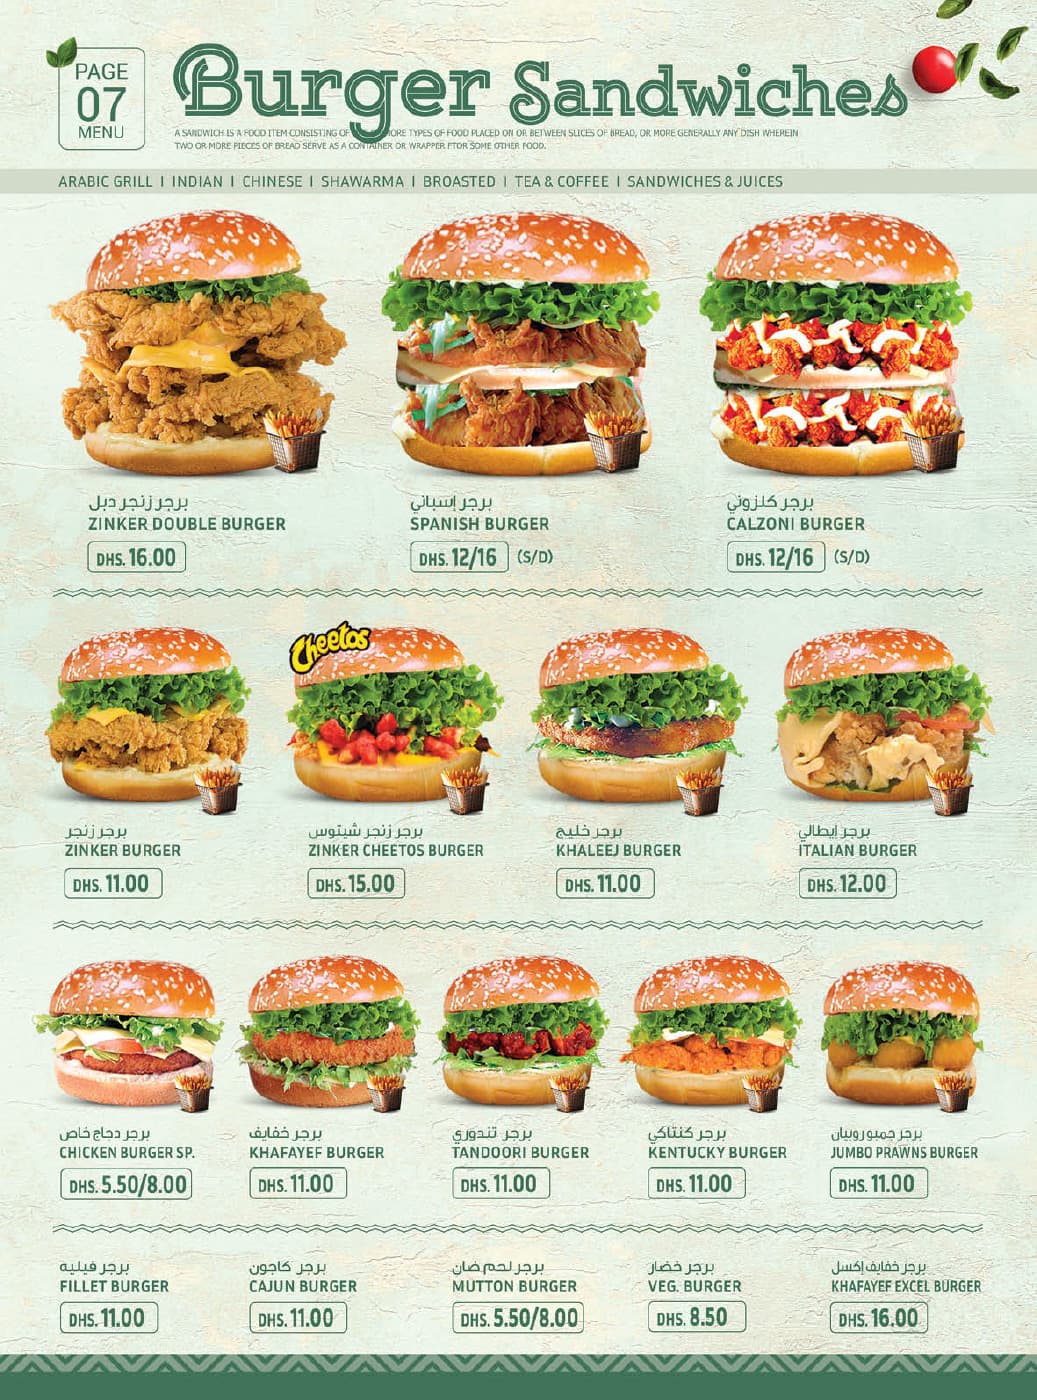 PAGE
07
MENU
Burger Sandwiches
A SANDWICH IS A FOOD ITEM CONSISTING OF MORE TYPES OF FOOD PLACED ON OR BETWEEN SLICES OF BREAD, OR MORE GENERALLY ANY DISH WHEREIN
TWO OR MORE PIECES OF BREAD SERVE AS A CONTAINER OR WRAPPER FTOR SOME OTHER FOOD.
ARABIC GRILL I INDIAN I CHINESE I SHAWARMA I BROASTED I TEA & COFFEE I SANDWICHES & JUICES
برجر زنجر دبل
ZINKER DOUBLE BURGER
DHS. 16.00
برجر إسباني
SPANISH BURGER
DHS. 12/16 (S/D)
برجر كلزوني
CALZONI BURGER
DHS. 12/16 (S/D)
برجر زنجر
ZINKER BURGER
DHS. 11.00
Cheetos
برجر زنجر شيتوس
ZINKER CHEETOS BURGER
DHS. 15.00
برجر خليج
KHALEEJ BURGER
DHS. 11.00
برجر إيطالي
ITALIAN BURGER
DHS. 12.00
برجر دجاج خاص
CHICKEN BURGER SP.
DHS. 5.50/8.00
برجر خفايف
KHAFAYEF BURGER
DHS. 11.00
برجر تندوري
TANDOORI BURGER
DHS. 11.00
برجر كنتاكي
KENTUCKY BURGER
DHS. 11.00
برجر جمبو روبيان
JUMBO PRAWNS BURGER
DHS. 11.00
برجر فيليه
FILLET BURGER
DHS. 11.00
برجر كاجون
CAJUN BURGER
DHS. 11.00
برجر لحم ضان
MUTTON BURGER
DHS. 5.50/8.00
برجر خضار
VEG. BURGER
DHS. 8.50
برجر خفايف إكسل
KHAFAYEF EXCEL BURGER
DHS. 16.00